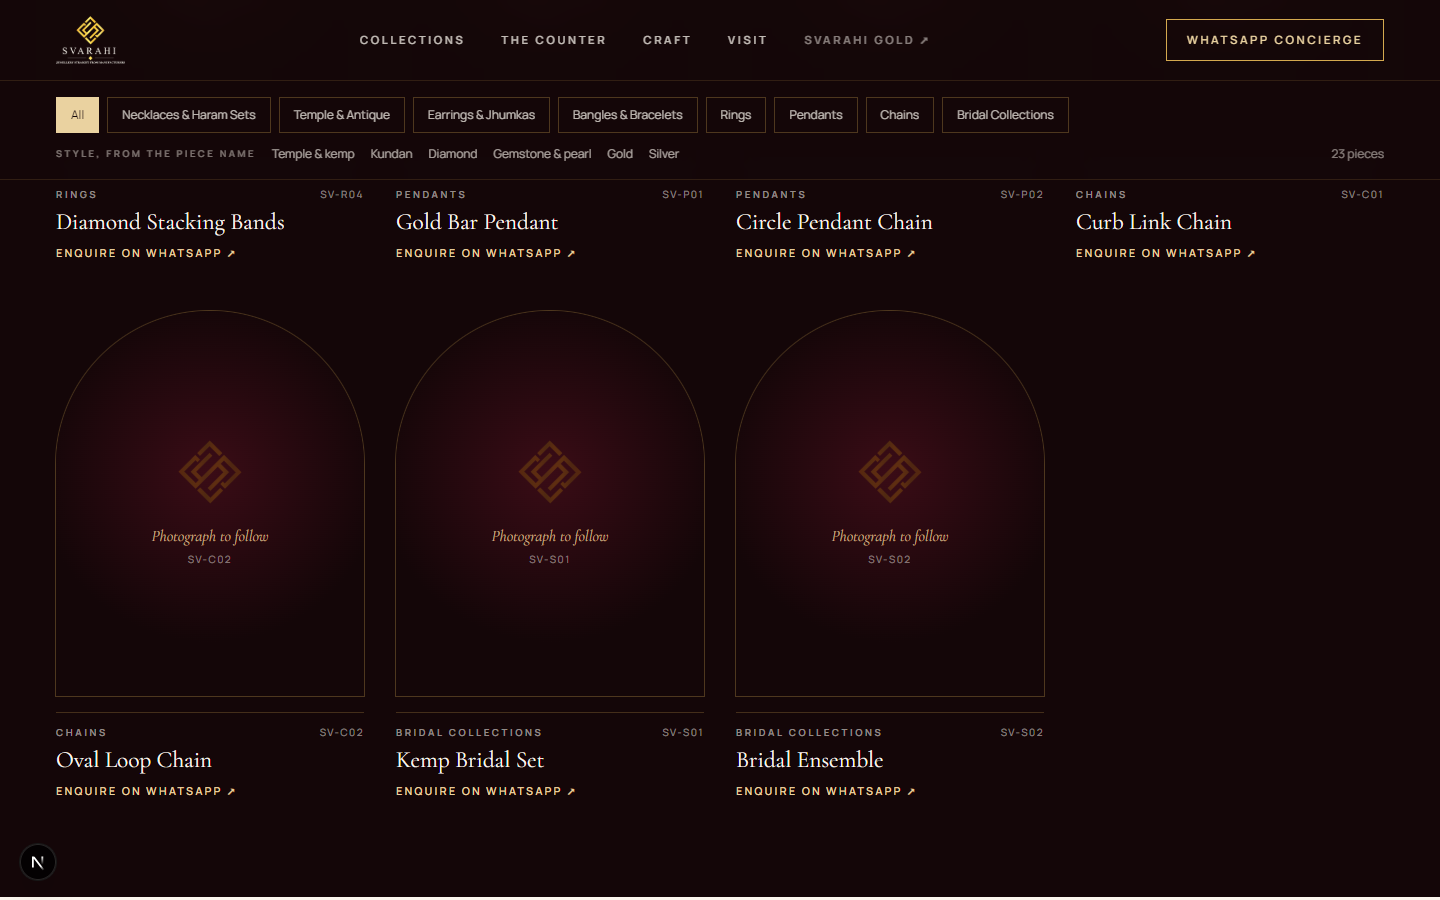 SVARAHI
COLLECTIONS THE COUNTER CRAFT VISIT SVARAHI GOLD ↗ WHATSAPP CONCIERGE
All Necklaces & Haram Sets Temple & Antique Earrings & Jhumkas Bangles & Bracelets Rings Pendants Chains Bridal Collections
STYLE, FROM THE PIECE NAME Temple & kemp Kundan Diamond Gemstone & pearl Gold Silver 23 pieces
RINGS SV-R04 PENDANTS SV-P01 PENDANTS SV-P02 CHAINS SV-C01
Diamond Stacking Bands Gold Bar Pendant Circle Pendant Chain Curb Link Chain
ENQUIRE ON WHATSAPP ↗ ENQUIRE ON WHATSAPP ↗ ENQUIRE ON WHATSAPP ↗ ENQUIRE ON WHATSAPP ↗
Photograph to follow Photograph to follow Photograph to follow
SV-C02 SV-S01 SV-S02
CHAINS SV-C02 BRIDAL COLLECTIONS SV-S01 BRIDAL COLLECTIONS SV-S02
Oval Loop Chain Kemp Bridal Set Bridal Ensemble
ENQUIRE ON WHATSAPP ↗ ENQUIRE ON WHATSAPP ↗ ENQUIRE ON WHATSAPP ↗
N